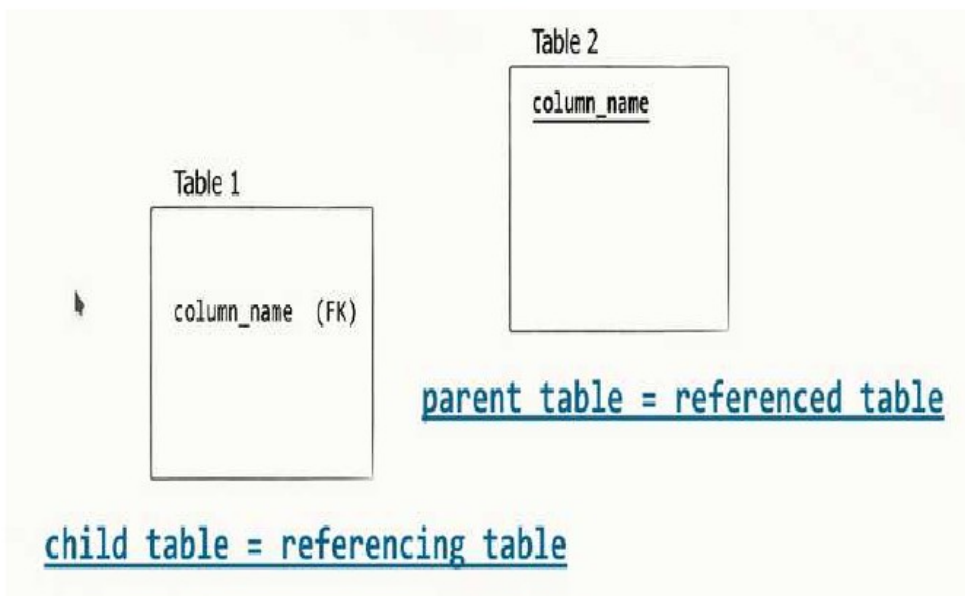 Table 2
column_name
Table 1
column_name (FK)
parent table = referenced table
child table = referencing table